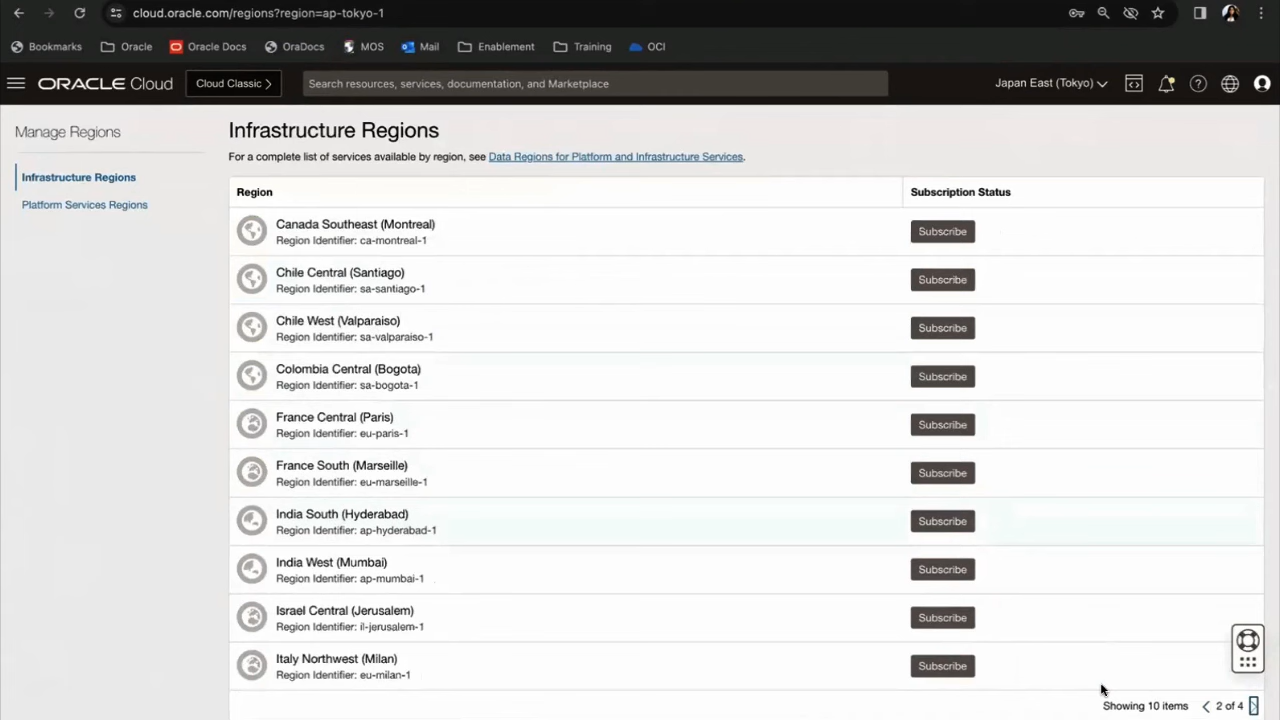 cloud.oracle.com/regions?region=ap-tokyo-1
Bookmarks Oracle Oracle Docs OraDocs MOS Mail Enablement Training OCI
ORACLE Cloud Cloud Classic > Search resources, services, documentation, and Marketplace Japan East (Tokyo)
Manage Regions
Infrastructure Regions
Platform Services Regions
Infrastructure Regions
For a complete list of services available by region, see Data Regions for Platform and Infrastructure Services.
Region Subscription Status
Canada Southeast (Montreal)
Region Identifier: ca-montreal-1
Subscribe
Chile Central (Santiago)
Region Identifier: sa-santiago-1
Subscribe
Chile West (Valparaiso)
Region Identifier: sa-valparaiso-1
Subscribe
Colombia Central (Bogota)
Region Identifier: sa-bogota-1
Subscribe
France Central (Paris)
Region Identifier: eu-paris-1
Subscribe
France South (Marseille)
Region Identifier: eu-marseille-1
Subscribe
India South (Hyderabad)
Region Identifier: ap-hyderabad-1
Subscribe
India West (Mumbai)
Region Identifier: ap-mumbai-1
Subscribe
Israel Central (Jerusalem)
Region Identifier: il-jerusalem-1
Subscribe
Italy Northwest (Milan)
Region Identifier: eu-milan-1
Subscribe
Showing 10 items < 2 of 4 >